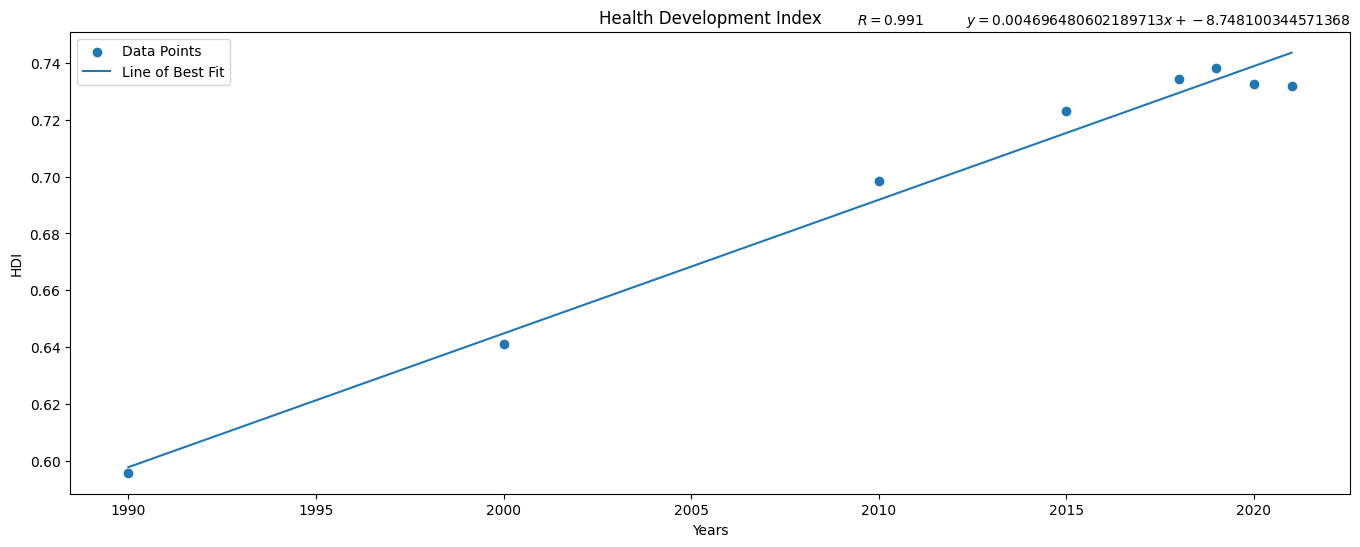 Health Development Index
R = 0.991
y = 0.004696480602189713x + −8.748100344571368
Data Points
Line of Best Fit
HDI
0.74
0.72
0.70
0.68
0.66
0.64
0.62
0.60
1990
1995
2000
2005
2010
2015
2020
Years